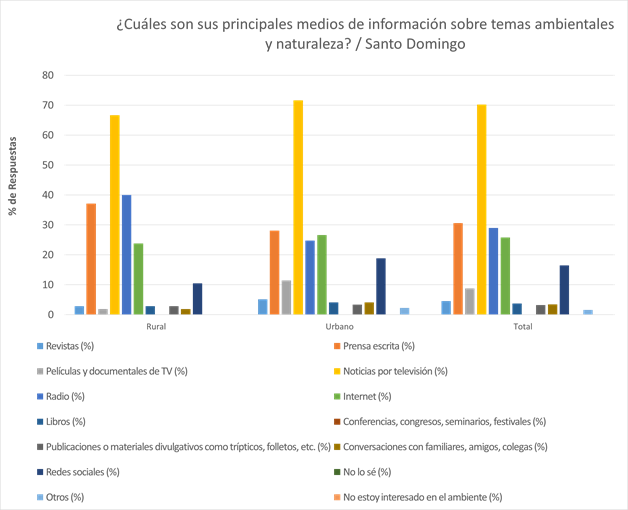 ¿Cuáles son sus principales medios de información sobre temas ambientales
y naturaleza? / Santo Domingo
% de Respuestas
80
70
60
50
40
30
20
10
0
Rural Urbano Total
Revistas (%) Prensa escrita (%)
Películas y documentales de TV (%) Noticias por televisión (%)
Radio (%) Internet (%)
Libros (%) Conferencias, congresos, seminarios, festivales (%)
Publicaciones o materiales divulgativos como trípticos, folletos, etc. (%) Conversaciones con familiares, amigos, colegas (%)
Redes sociales (%) No lo sé (%)
Otros (%) No estoy interesado en el ambiente (%)